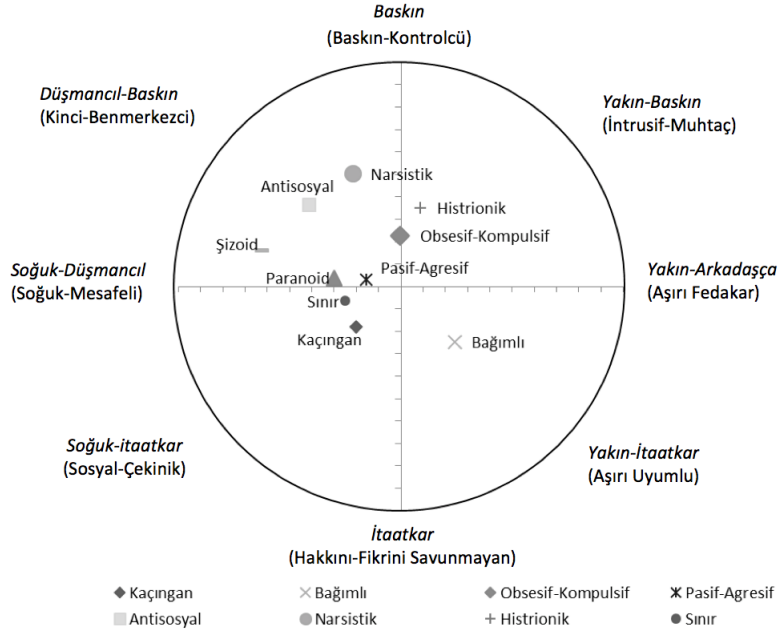 Baskın
(Baskın-Kontrolcü)
Düşmancıl-Baskın
(Kinci-Benmerkezci)
Yakın-Baskın
(İntrusif-Muhtaç)
Narsistik
Antisosyal
Histrionik
Obsesif-Kompulsif
Şizoid
Soğuk-Düşmancıl
(Soğuk-Mesafeli)
Paranoid
Pasif-Agresif
Yakın-Arkadaşça
(Aşırı Fedakar)
Sınır
Kaçıngan
Bağımlı
Soğuk-itaatkar
(Sosyal-Çekinik)
Yakın-İtaatkar
(Aşırı Uyumlu)
İtaatkar
(Hakkını-Fikrini Savunmayan)
Kaçıngan Bağımlı Obsesif-Kompulsif Pasif-Agresif
Antisosyal Narsistik Histrionik Sınır